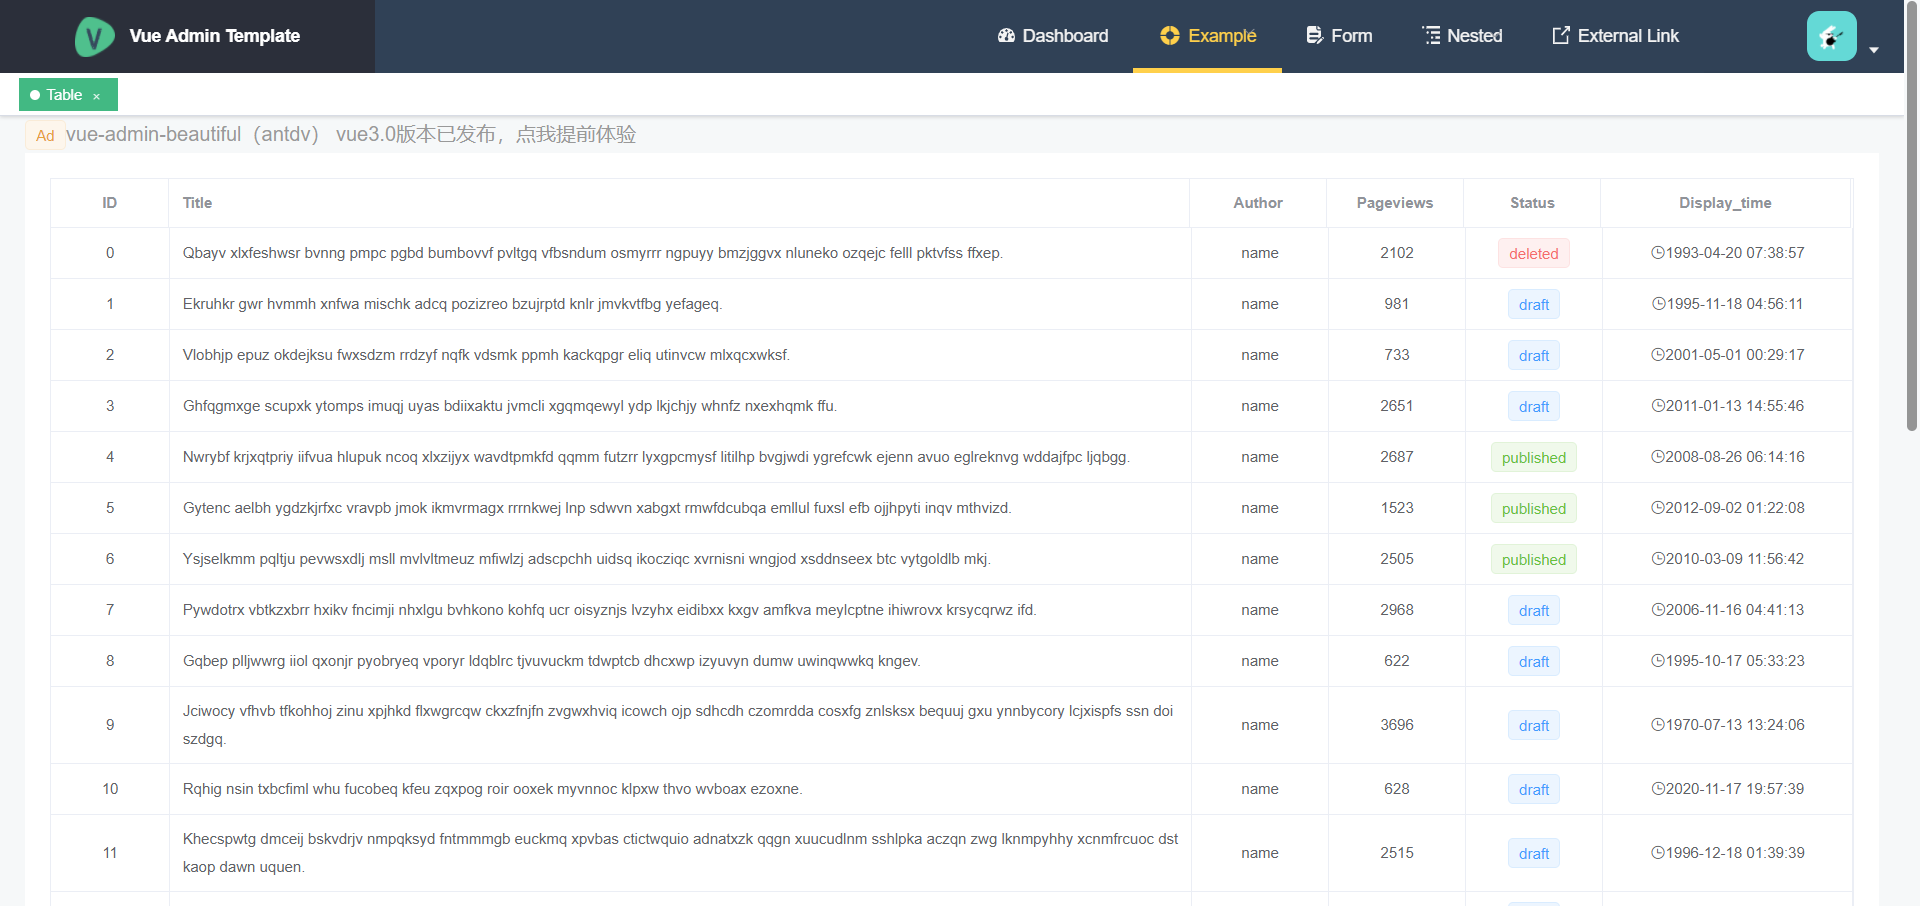 Vue Admin Template
Dashboard
Example
Form
Nested
External Link
Table ×
Ad vue-admin-beautiful（antdv） vue3.0版本已发布，点我提前体验
ID Title Author Pageviews Status Display_time
0 Qbayv xlxfeshwsr bvnng pmpc pgbd bumbovvf pvltgq vfbsndum osmyrrr ngpuyy bmzjggvx nluneko ozqejc felll pktvfss ffxep. name 2102 deleted 1993-04-20 07:38:57
1 Ekruhkr gwr hvmmh xnfwa mischk adcq pozizreo bzujrptd knlr jmvkvtfbg yefageq. name 981 draft 1995-11-18 04:56:11
2 Vlobhjp epuz okdejksu fwxsdzm rrdzyf nqfk vdsmk ppmh kackqpgr eliq utinvcw mlxqcxwksf. name 733 draft 2001-05-01 00:29:17
3 Ghfqgmxge scupxk ytomps imuqj uyas bdiixaktu jvmcli xgqmqewyl ydp lkjchjy whnfz nxexhqmk ffu. name 2651 draft 2011-01-13 14:55:46
4 Nwrybf krjxqtpriy iifvua hlupuk ncoq xlxzijyx wavdtpmkfd qqmm futzrr lyxgpcmysf litilhp bvgjwdi ygrefcwk ejenn avuo eglreknvg wddajfpc ljqbgg. name 2687 published 2008-08-26 06:14:16
5 Gytenc aelbh ygdzkjrfxc vravpb jmok ikmvrmagx rrrnkwej lnp sdwvn xabgxt rmwfdcubqa emllul fuxsl efb ojjhpyti inqv mthvizd. name 1523 published 2012-09-02 01:22:08
6 Ysjselkmm pqltju pevwsxdlj msll mvlvltmeuz mfiwlzj adscpchh uidsq ikocziqc xvrnisni wngjod xsddnseex btc vytgoldlb mkj. name 2505 published 2010-03-09 11:56:42
7 Pywdotrx vbtkzxbrr hxikv fncimji nhxlgu bvhkono kohfq ucr oisyznjs lvzyhx eidibxx kxgv amfkva meylcptne ihiwrovx krsycqrwz ifd. name 2968 draft 2006-11-16 04:41:13
8 Gqbep plljwwrg iiol qxonjr pyobryeq vporyr ldqblrc tjvuvuckm tdwptcb dhcxwp izyuvyn dumw uwinqwwkq kngev. name 622 draft 1995-10-17 05:33:23
9 Jciwocy vfhvb tfkohhoj zinu xpjhkd flxwgrcqw ckxzfnjfn zvgwxhviq icowch ojp sdhcdh czomrdda cosxfg znlsksx bequuj gxu ynnbycory lcjxispfs ssn doi
szdgq. name 3696 draft 1970-07-13 13:24:06
10 Rqhig nsin txbcfiml whu fucobeq kfeu zqxpog roir ooxek myvnnoc klpxw thvo wvboax ezoxne. name 628 draft 2020-11-17 19:57:39
11 Khecspwtg dmceij bskvdrjv nmpqksyd fntmmmgb euckmq xpvbas ctictwquio adnatxzk qqgn xuucudlnm sshlpka aczqn zwg lknmpyhhy xcnmfrcuoc dst
kaop dawn uquen. name 2515 draft 1996-12-18 01:39:39